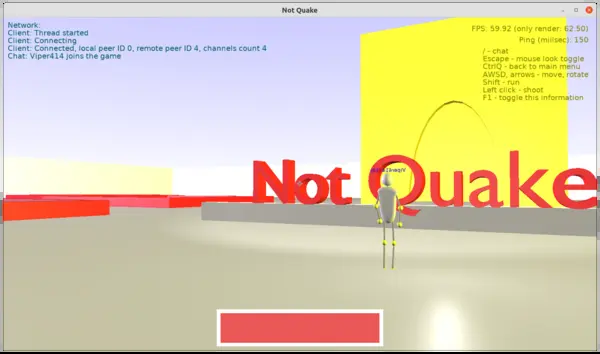 Not Quake
Network:
Client: Thread started
Client: Connecting
Client: Connected, local peer ID 0, remote peer ID 4, channels count 4
Chat: Viper414 joins the game
FPS: 59.92 (only render: 62.50)
Ping (millsec): 150
/ - chat
Escape - mouse look toggle
CtrlQ - back to main menu
AWSD, arrows - move, rotate
Shift - run
Left click - shoot
F1 - toggle this information
Not Quake